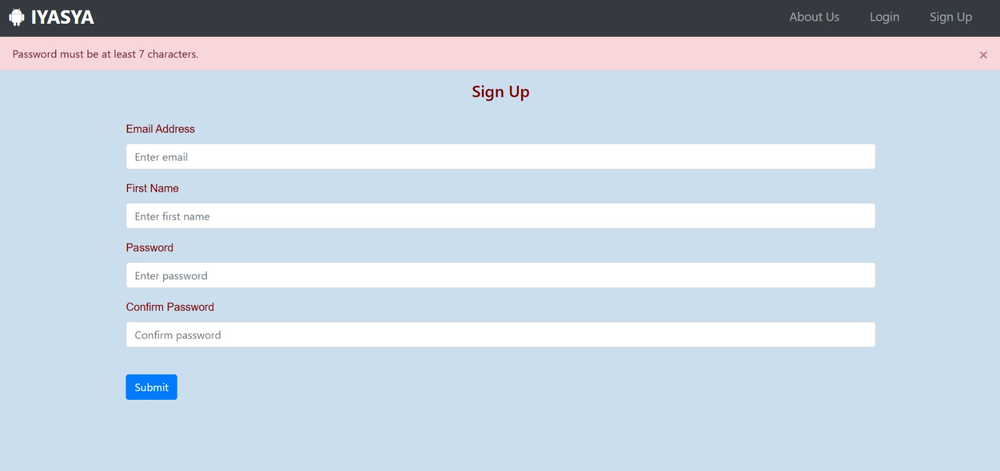 IYASYA About Us Login Sign Up
Password must be at least 7 characters. ×
Sign Up
Email Address
Enter email
First Name
Enter first name
Password
Enter password
Confirm Password
Confirm password
Submit